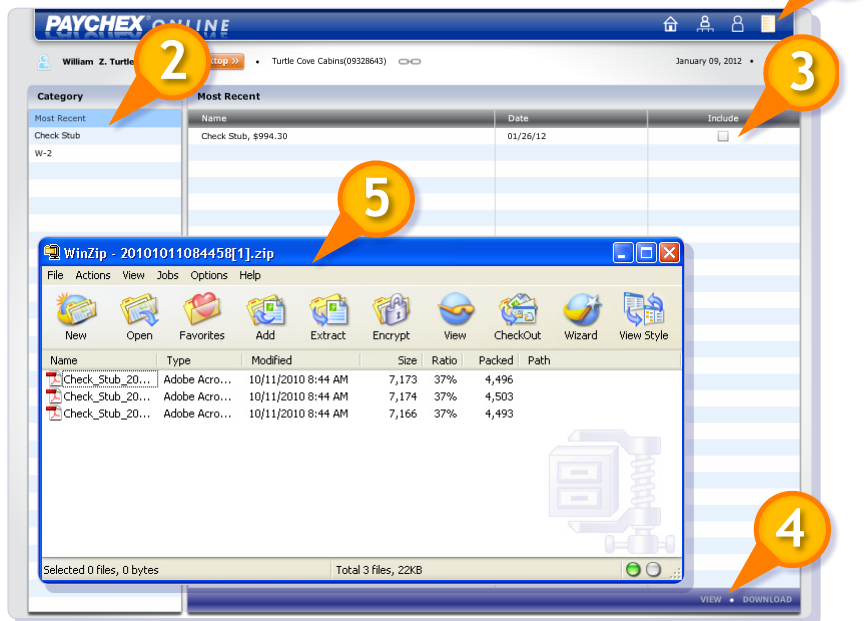 PAYCHEX ONLINE
William Z. Turtle
2
top »
• Turtle Cove Cabins(09328643)
January 09, 2012 •
3
Category
Most Recent
Most Recent
Name
Date
Include
Check Stub
Check Stub, $994.30
01/26/12
W-2
5
WinZip - 20101011084458[1].zip
File Actions View Jobs Options Help
New Open Favorites Add Extract Encrypt View CheckOut Wizard View Style
Name Type Modified Size Ratio Packed Path
Check_Stub_20... Adobe Acro... 10/11/2010 8:44 AM 7,173 37% 4,496
Check_Stub_20... Adobe Acro... 10/11/2010 8:44 AM 7,174 37% 4,503
Check_Stub_20... Adobe Acro... 10/11/2010 8:44 AM 7,166 37% 4,493
4
Selected 0 files, 0 bytes
Total 3 files, 22KB
VIEW • DOWNLOAD